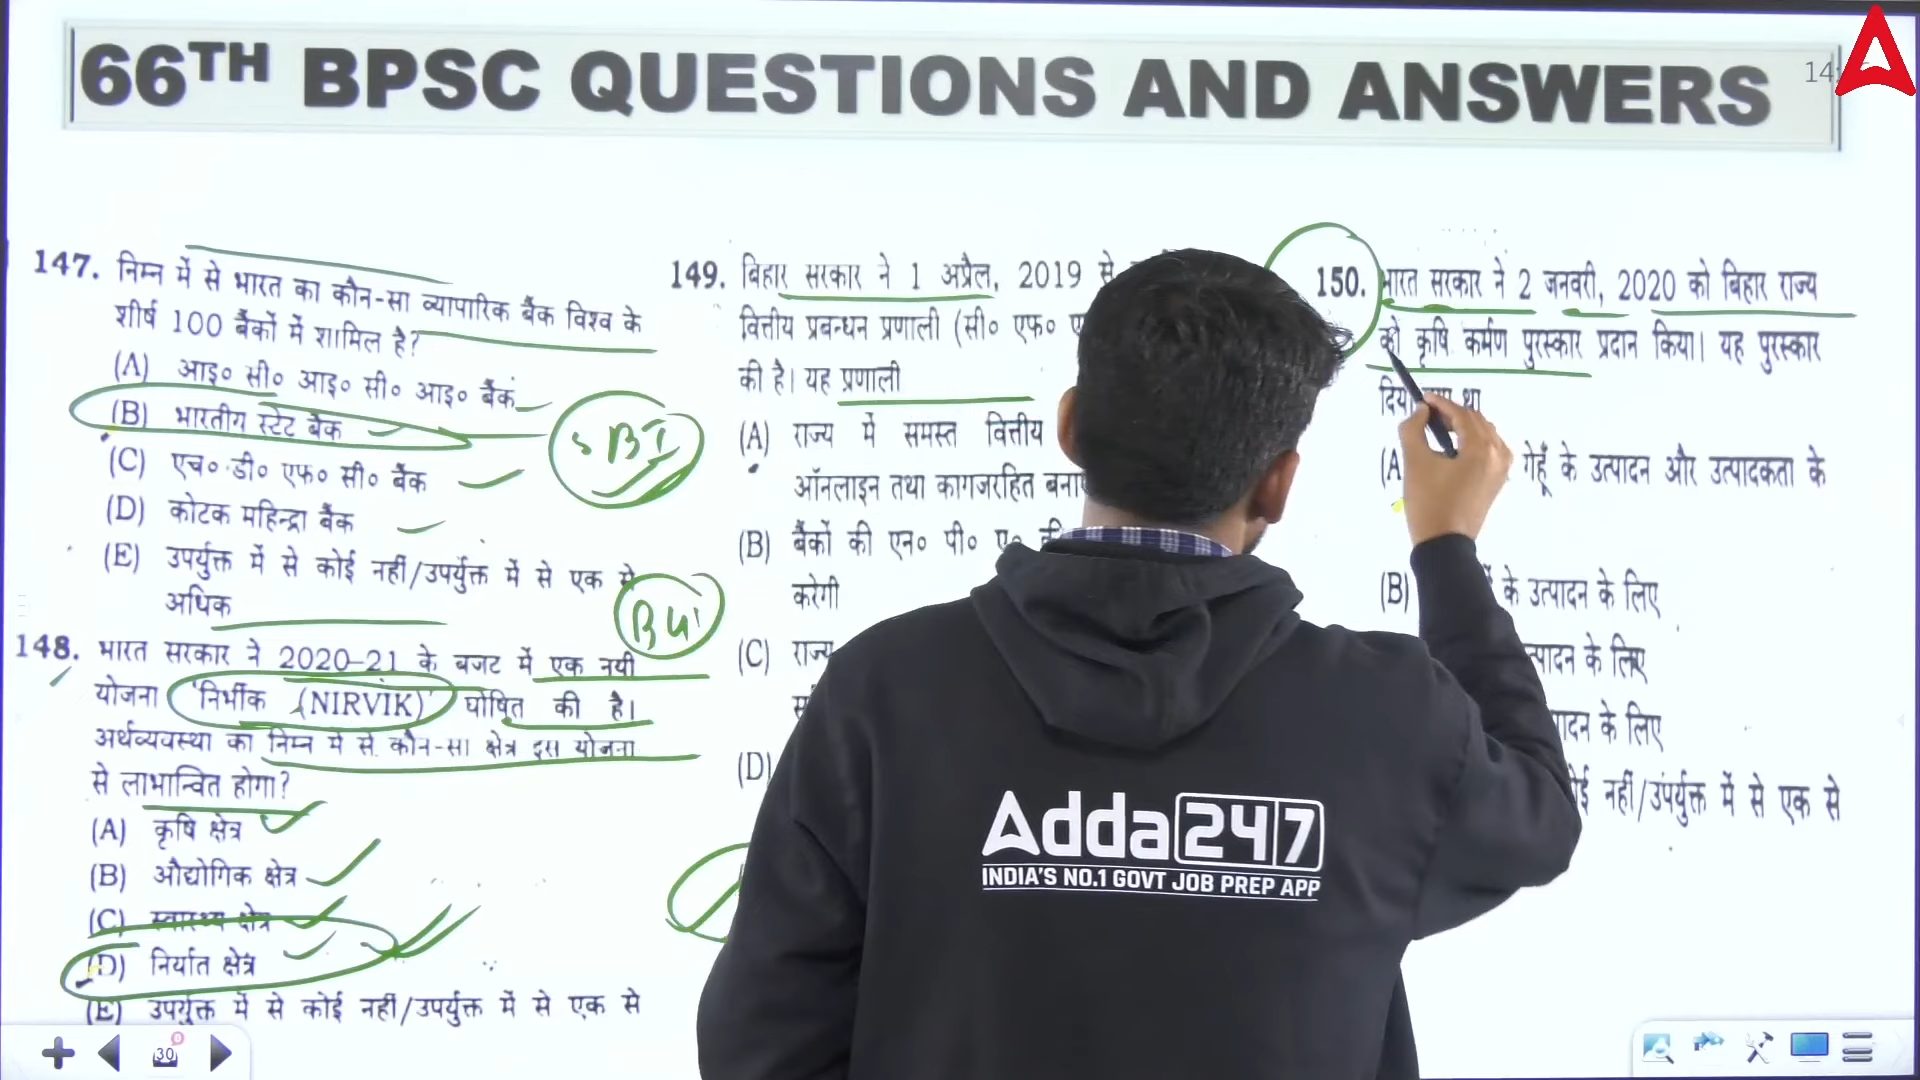 66TH BPSC QUESTIONS AND ANSWERS
14
147. निम्न में से भारत का कौन-सा व्यापारिक बैंक विश्व के
शीर्ष 100 बैंकों में शामिल है?
(A) आइ० सी० आइ० सी० आइ० बैंक
(B) भारतीय स्टेट बैंक
(C) एच० डी० एफ० सी० बैंक
(D) कोटक महिन्द्रा बैंक
(E) उपर्युक्त में से कोई नहीं/उपर्युक्त में से एक से
अधिक
SBI
148. भारत सरकार ने 2020-21 के बजट में एक नयी
योजना 'निर्भीक (NIRVIK)' घोषित की है।
अर्थव्यवस्था का निम्न में से कौन-सा क्षेत्र इस योजना
से लाभान्वित होगा?
(A) कृषि क्षेत्र
(B) औद्योगिक क्षेत्र
(C) स्वास्थ्य क्षेत्र
(D) निर्यात क्षेत्र
(E) उपर्युक्त में से कोई नहीं/उपर्युक्त में से एक से
149. बिहार सरकार ने 1 अप्रैल, 2019 से
वित्तीय प्रबन्धन प्रणाली (सी० एफ०
की है। यह प्रणाली
(A) राज्य में समस्त वित्तीय
ऑनलाइन तथा कागजरहित
(B) बैंकों की एन० पी० ए०
करेगी
(C) राज्य
(D)
150. भारत सरकार ने 2 जनवरी, 2020 को बिहार राज्य
को कृषि कर्मण पुरस्कार प्रदान किया। यह पुरस्कार
था
(A गेहूँ के उत्पादन और उत्पादकता के
(B) के उत्पादन के लिए
के लिए
के लिए
नहीं/उपर्युक्त में से एक से
Adda247
INDIA'S NO.1 GOVT JOB PREP APP
30